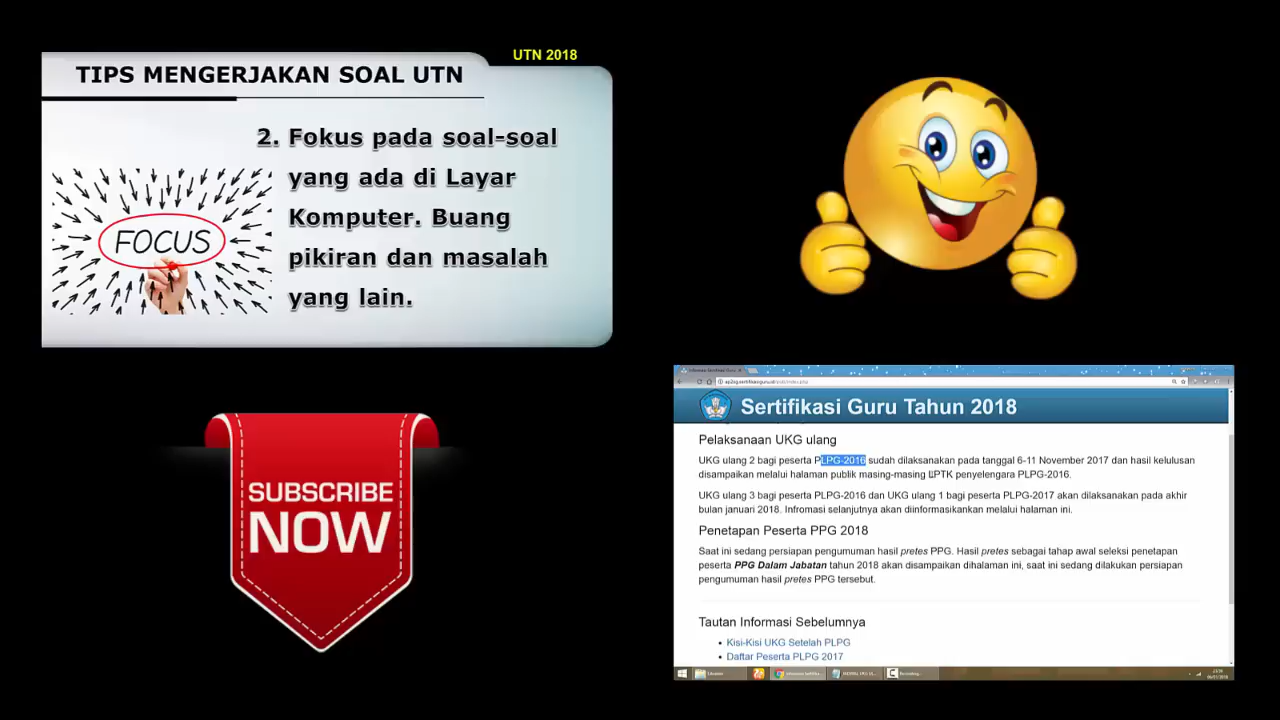 UTN 2018
TIPS MENGERJAKAN SOAL UTN
2. Fokus pada soal-soal
yang ada di Layar
Komputer. Buang
pikiran dan masalah
yang lain.
FOCUS
SUBSCRIBE
NOW
Sertifikasi Guru Tahun 2018
Pelaksanaan UKG ulang
UKG ulang 2 bagi peserta PLPG-2016 sudah dilaksanakan pada tanggal 6-11 November 2017 dan hasil kelulusan
disampaikan melalui halaman publik masing-masing LPTK penyelengara PLPG-2016.
UKG ulang 3 bagi peserta PLPG-2016 dan UKG ulang 1 bagi peserta PLPG-2017 akan dilaksanakan pada akhir
bulan januari 2018. Infromasi selanjutnya akan diinformasikankan melalui halaman ini.
Penetapan Peserta PPG 2018
Saat ini sedang persiapan pengumuman hasil pretes PPG. Hasil pretes sebagai tahap awal seleksi penetapan
peserta PPG Dalam Jabatan tahun 2018 akan disampaikan dihalaman ini, saat ini sedang dilakukan persiapan
pengumuman hasil pretes PPG tersebut.
Tautan Informasi Sebelumnya
Kisi-Kisi UKG Setelah PLPG
Daftar Peserta PLPG 2017